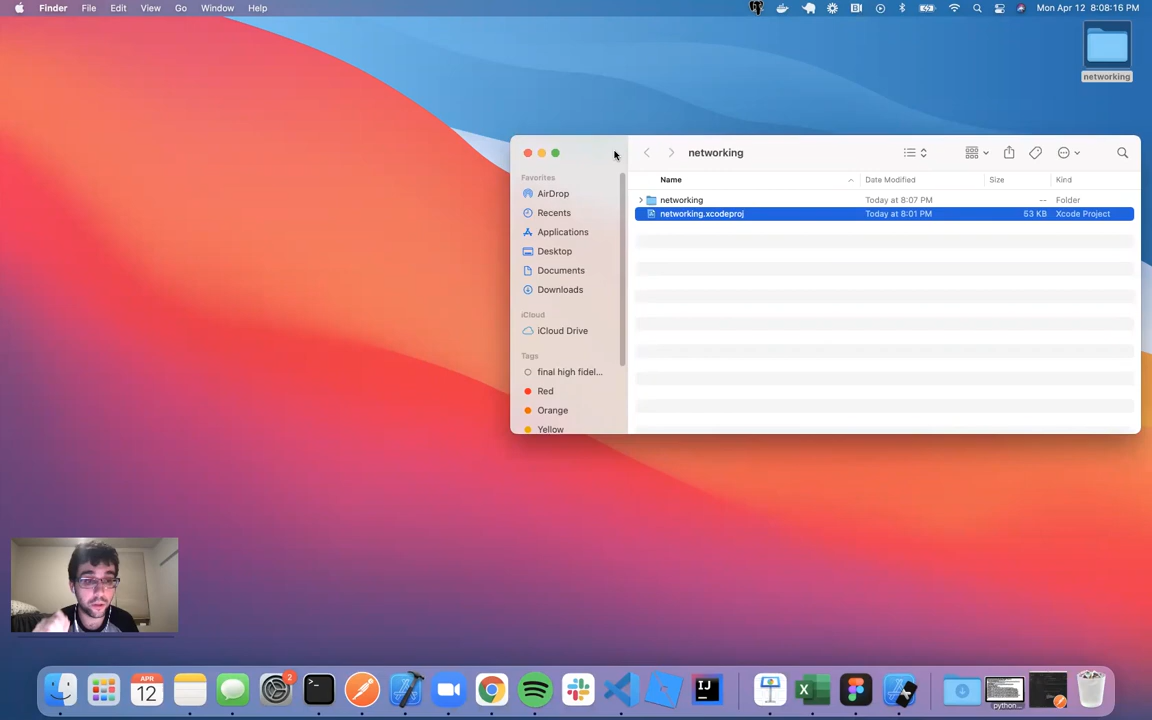 Finder File Edit View Go Window Help Mon Apr 12 8:08:16 PM
networking
networking
Favorites
Name Date Modified Size Kind
AirDrop
networking Today at 8:07 PM -- Folder
Recents
networking.xcodeproj Today at 8:01 PM 53 KB Xcode Project
Applications
Desktop
Documents
Downloads
iCloud
iCloud Drive
Tags
final high fidel...
Red
Orange
Yellow
APR
12
2
>_
IJ
python...